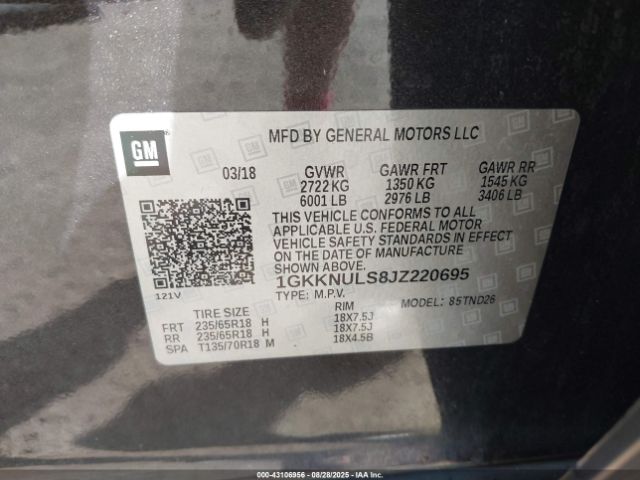 GM
MFD BY GENERAL MOTORS LLC
03/18 GVWR GAWR FRT GAWR RR
2722 KG 1350 KG 1545 KG
6001 LB 2976 LB 3406 LB
THIS VEHICLE CONFORMS TO ALL
APPLICABLE U.S. FEDERAL MOTOR
VEHICLE SAFETY STANDARDS IN EFFECT
ON THE DATE OF MANUFACTURE
SHOWN ABOVE.
1GKKNULS8JZ220695
121V
TYPE: M.P.V. MODEL: 85TND26
TIRE SIZE RIM
FRT 235/65R18 H 18X7.5J
RR 235/65R18 H 18X7.5J
SPA T135/70R18 M 18X4.5B
000-43106956 - 08/28/2025 - IAAI.COM